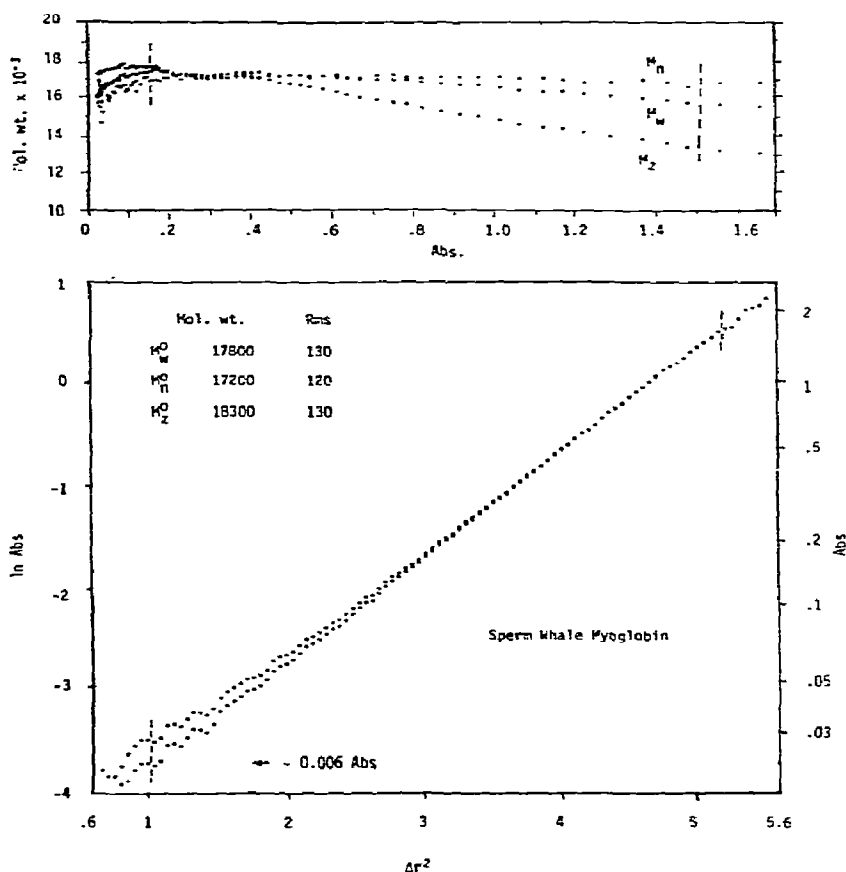 Mol. wt. x 10⁻³
20
18
16
14
12
10
0 .2 .4 .6 .8 1.0 1.2 1.4 1.6
Abs.
Mn
Mw
Mz
ln Abs
1
0
-1
-2
-3
-4
Mol. wt. Rms
M°w 17800 130
M°n 17200 120
M°z 18300 130
Sperm Whale Myoglobin
← - 0.006 Abs
2
1
.5
.2
.1
.05
.03
Abs
.6 1 2 3 4 5 5.6
Δr²